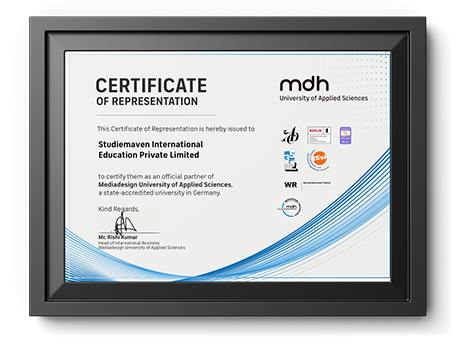 CERTIFICATE
OF REPRESENTATION
mdh
University of Applied Sciences
This Certificate of Representation is hereby issued to
Studiemaven International
Education Private Limited
to certify them as an official partner of
Mediadesign University of Applied Sciences,
a state-accredited university in Germany.
Kind Regards,
Mr. Rishi Kumar
Head of International Business
Mediadesign University of Applied Sciences
BERLIN
WR
mdh